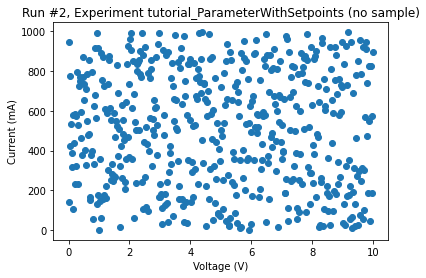 Run #2, Experiment tutorial_ParameterWithSetpoints (no sample)
1000
800
600
400
200
0
Current (mA)
0 2 4 6 8 10
Voltage (V)